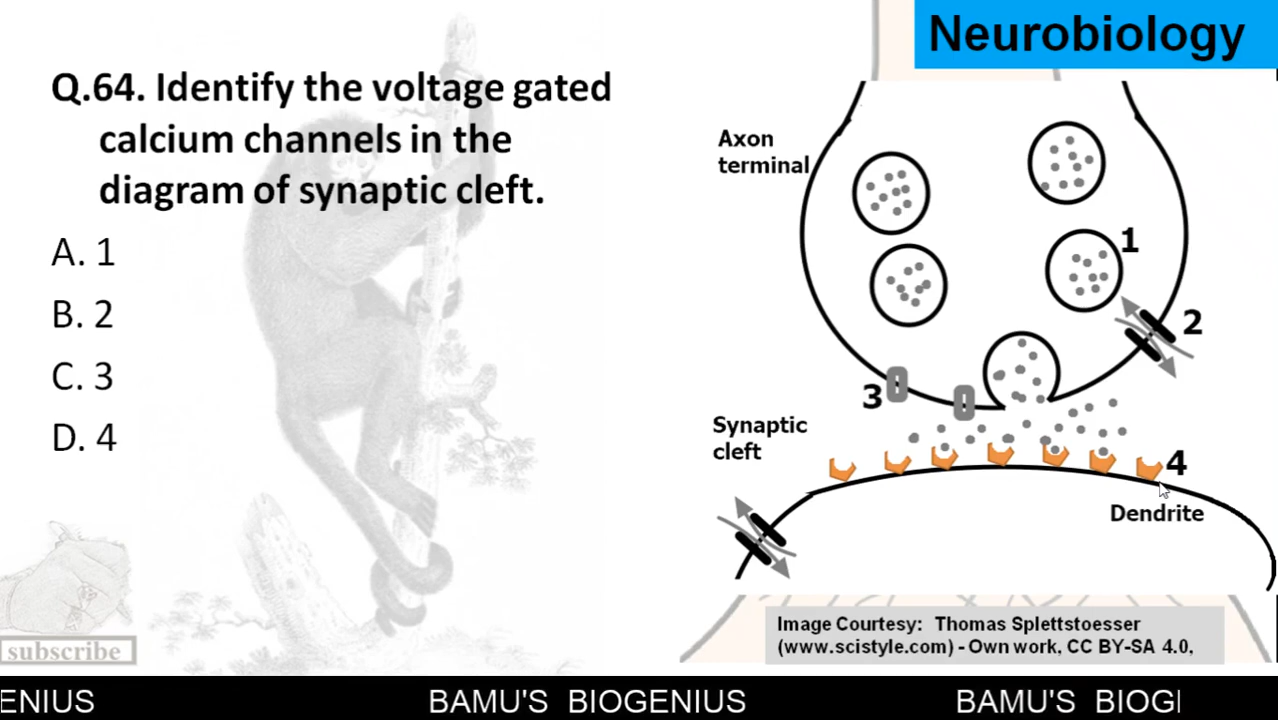 Neurobiology
Q.64. Identify the voltage gated
calcium channels in the
diagram of synaptic cleft.
A. 1
B. 2
C. 3
D. 4
Axon
terminal
1
2
3
Synaptic
cleft
4
Dendrite
Image Courtesy: Thomas Splettstoesser
(www.scistyle.com) - Own work, CC BY-SA 4.0,
subscribe
ENIUS BAMU'S BIOGENIUS BAMU'S BIOGI